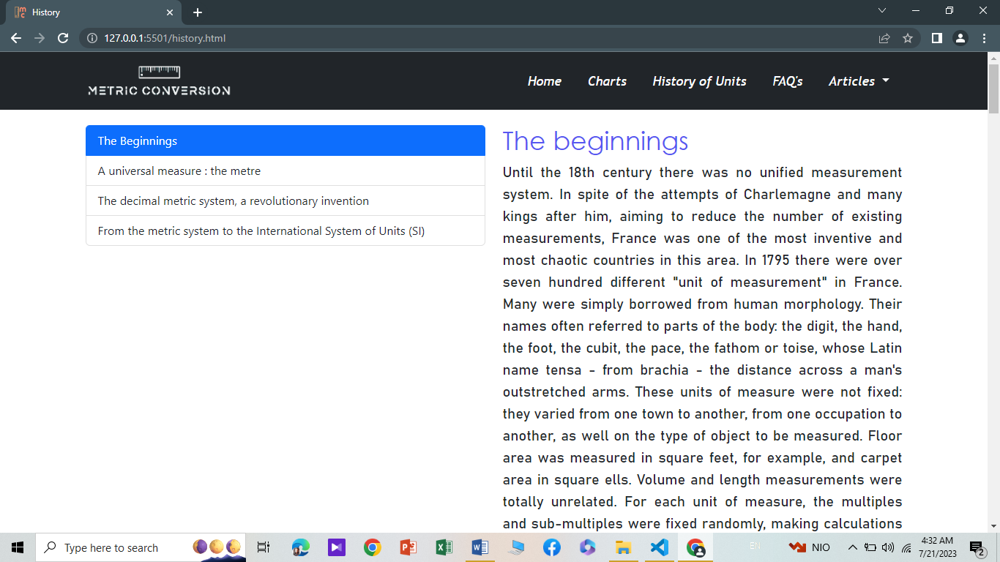 History
127.0.0.1:5501/history.html
METRIC CONVERSION
Home Charts History of Units FAQ's Articles
The Beginnings
A universal measure : the metre
The decimal metric system, a revolutionary invention
From the metric system to the International System of Units (SI)
The beginnings
Until the 18th century there was no unified measurement
system. In spite of the attempts of Charlemagne and many
kings after him, aiming to reduce the number of existing
measurements, France was one of the most inventive and
most chaotic countries in this area. In 1795 there were over
seven hundred different "unit of measurement" in France.
Many were simply borrowed from human morphology. Their
names often referred to parts of the body: the digit, the hand,
the foot, the cubit, the pace, the fathom or toise, whose Latin
name tensa - from brachia - the distance across a man's
outstretched arms. These units of measure were not fixed:
they varied from one town to another, from one occupation to
another, as well on the type of object to be measured. Floor
area was measured in square feet, for example, and carpet
area in square ells. Volume and length measurements were
totally unrelated. For each unit of measure, the multiples
and sub-multiples were fixed randomly, making calculations
Type here to search
EN
NIO
4:32 AM
7/21/2023
2